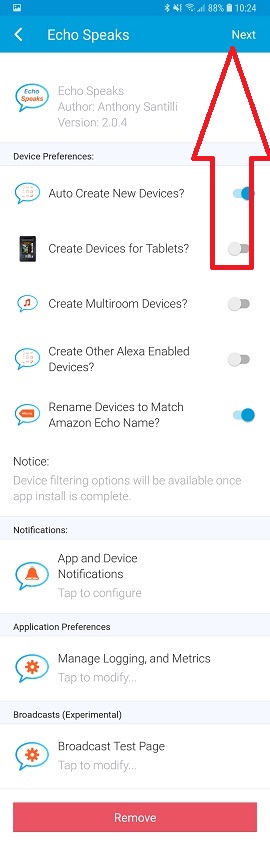 88% 10:24
Echo Speaks
Next
Echo
Speaks
Echo Speaks
Author: Anthony Santilli
Version: 2.0.4
Device Preferences:
Auto Create New Devices?
Create Devices for Tablets?
Create Multiroom Devices?
Create Other Alexa Enabled
Devices?
Rename Devices to Match
Amazon Echo Name?
Notice:
Device filtering options will be available once
app install is complete.
Notifications:
App and Device
Notifications
Tap to configure
Application Preferences
Manage Logging, and Metrics
Tap to modify...
Broadcasts (Experimental)
Broadcast Test Page
Tap to modify...
Remove